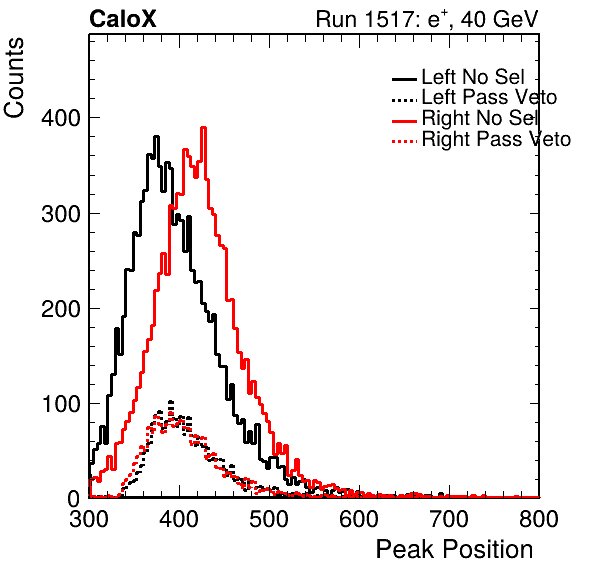 CaloX Run 1517: e⁺, 40 GeV
Counts
Left No Sel
Left Pass Veto
Right No Sel
Right Pass Veto
400
300
200
100
0
300 400 500 600 700 800
Peak Position